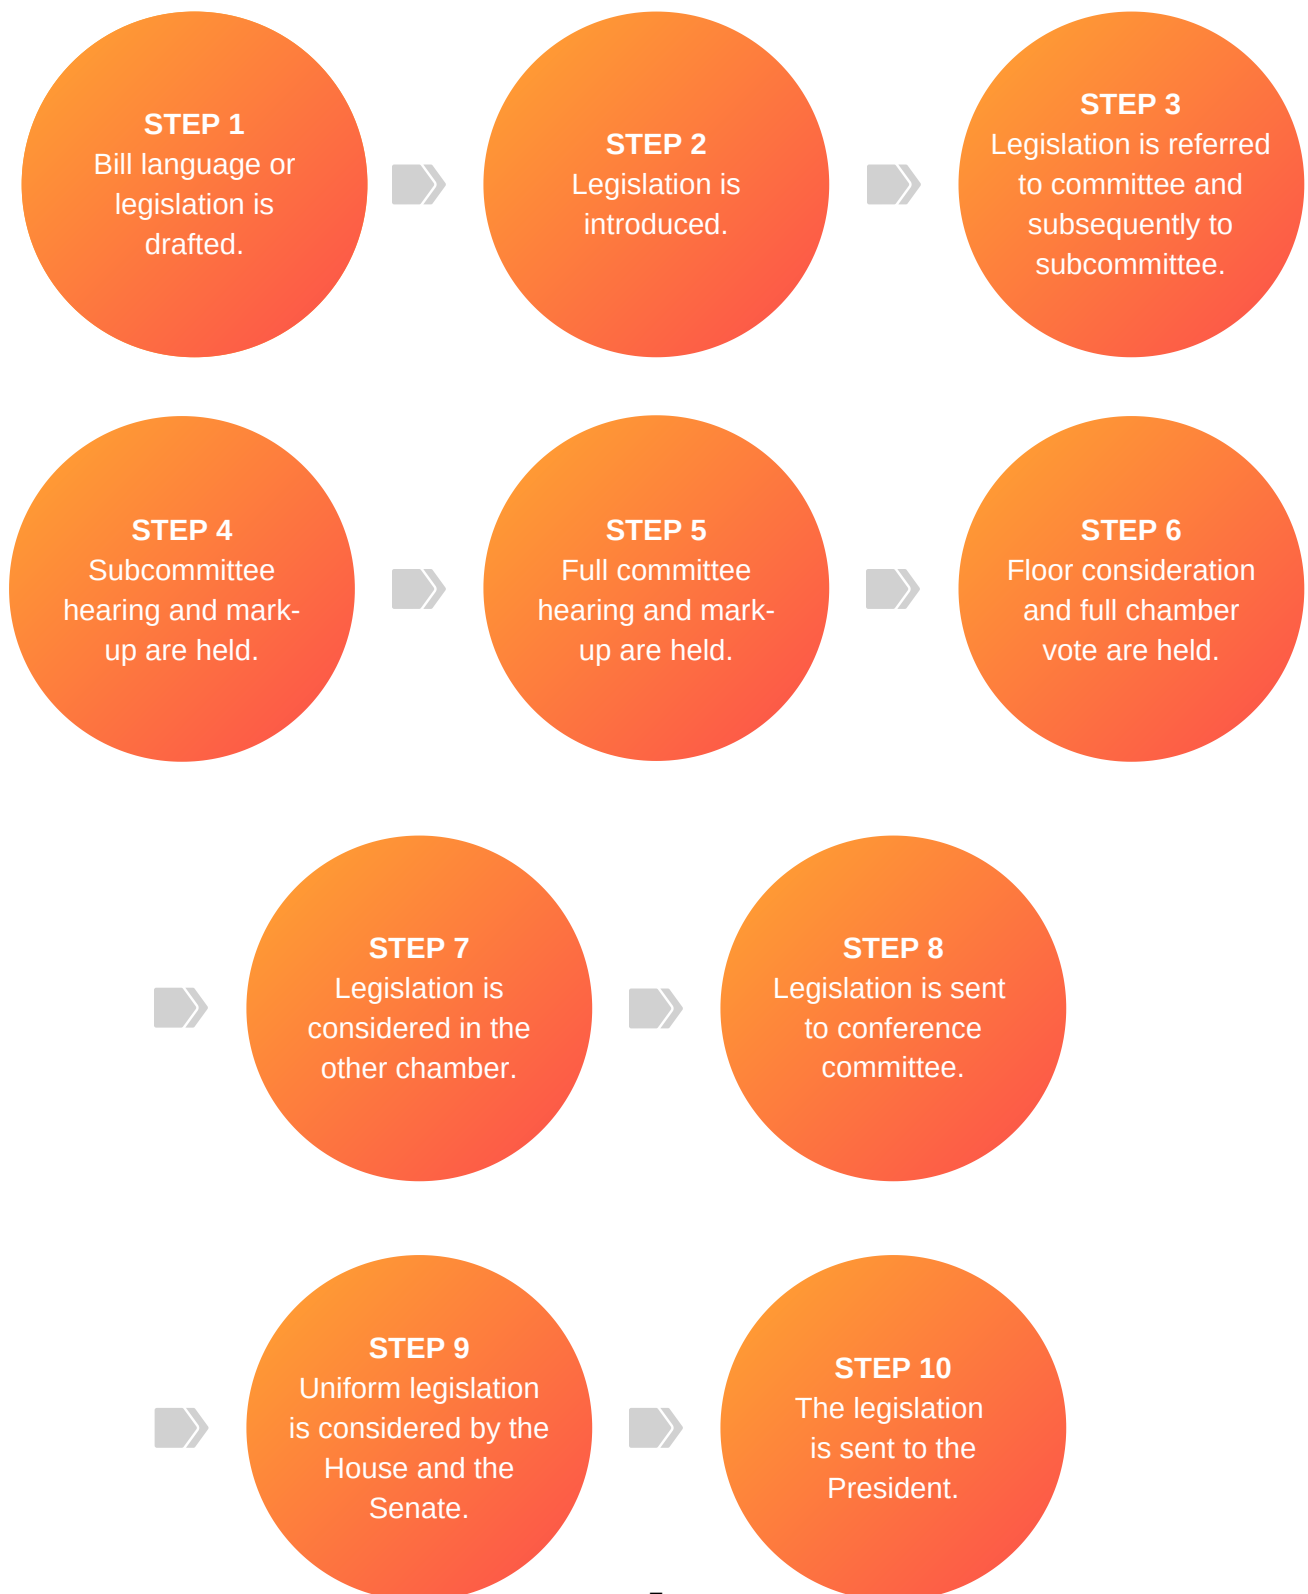 STEP 1
Bill language or
legislation is
drafted.
STEP 2
Legislation is
introduced.
STEP 3
Legislation is referred
to committee and
subsequently to
subcommittee.
STEP 4
Subcommittee
hearing and mark-
up are held.
STEP 5
Full committee
hearing and mark-
up are held.
STEP 6
Floor consideration
and full chamber
vote are held.
STEP 7
Legislation is
considered in the
other chamber.
STEP 8
Legislation is sent
to conference
committee.
STEP 9
Uniform legislation
is considered by the
House and the
Senate.
STEP 10
The legislation
is sent to the
President.